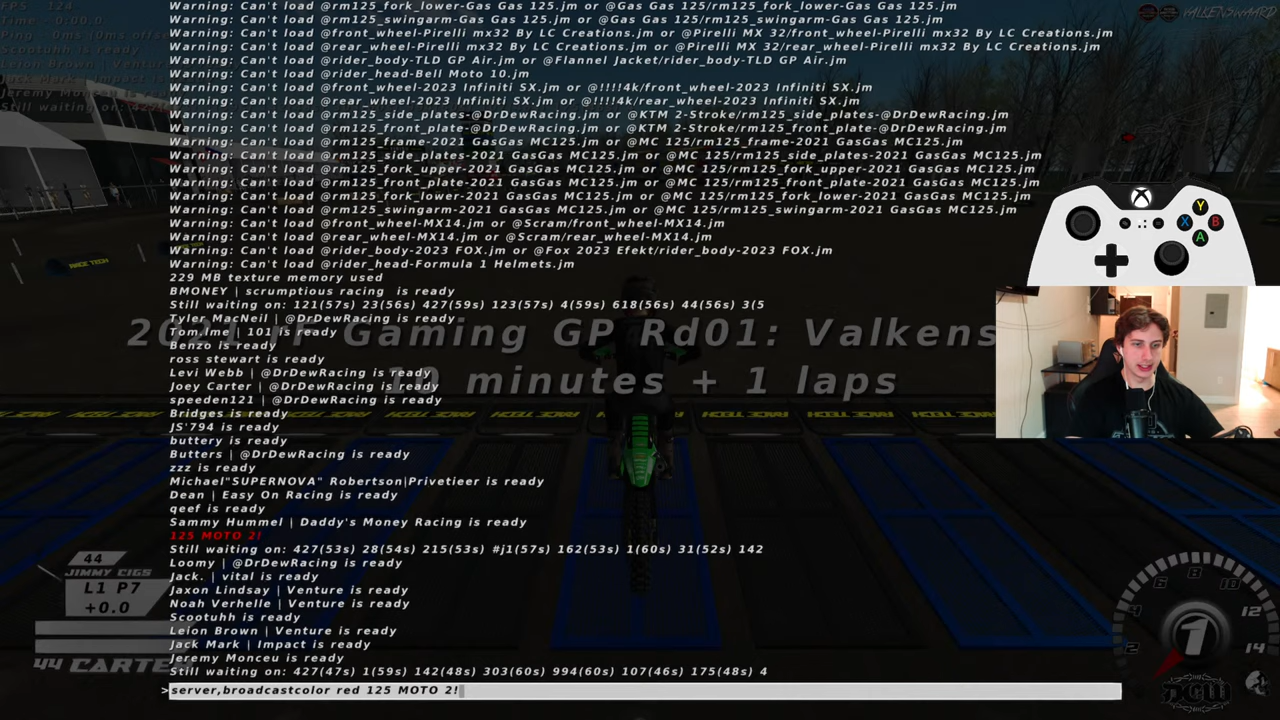 FPS 124
Warning: Can't load @rm125_fork_lower-Gas Gas 125.jm or @Gas Gas 125/rm125_fork_lower-Gas Gas 125.jm
Warning: Can't load @rm125_swingarm-Gas Gas 125.jm or @Gas Gas 125/rm125_swingarm-Gas Gas 125.jm
Warning: Can't load @front_wheel-Pirelli mx32 By LC Creations.jm or @Pirelli MX 32/front_wheel-Pirelli mx32 By LC Creations.jm
Warning: Can't load @rear_wheel-Pirelli mx32 By LC Creations.jm or @Pirelli MX 32/rear_wheel-Pirelli mx32 By LC Creations.jm
Warning: Can't load @rider_body-TLD GP Air.jm or @Flannel Jacket/rider_body-TLD GP Air.jm
Warning: Can't load @rider_head-Bell Moto 10.jm
Warning: Can't load @front_wheel-2023 Infiniti SX.jm or @!!!!4k/front_wheel-2023 Infiniti SX.jm
Warning: Can't load @rear_wheel-2023 Infiniti SX.jm or @!!!!4k/rear_wheel-2023 Infiniti SX.jm
Warning: Can't load @rm125_side_plates-@DrDewRacing.jm or @KTM 2-Stroke/rm125_side_plates-@DrDewRacing.jm
Warning: Can't load @rm125_front_plate-@DrDewRacing.jm or @KTM 2-Stroke/rm125_front_plate-@DrDewRacing.jm
Warning: Can't load @rm125_frame-2021 GasGas MC125.jm or @MC 125/rm125_frame-2021 GasGas MC125.jm
Warning: Can't load @rm125_side_plates-2021 GasGas MC125.jm or @MC 125/rm125_side_plates-2021 GasGas MC125.jm
Warning: Can't load @rm125_fork_upper-2021 GasGas MC125.jm or @MC 125/rm125_fork_upper-2021 GasGas MC125.jm
Warning: Can't load @rm125_front_plate-2021 GasGas MC125.jm or @MC 125/rm125_front_plate-2021 GasGas MC125.jm
Warning: Can't load @rm125_fork_lower-2021 GasGas MC125.jm or @MC 125/rm125_fork_lower-2021 GasGas MC125.jm
Warning: Can't load @rm125_swingarm-2021 GasGas MC125.jm or @MC 125/rm125_swingarm-2021 GasGas MC125.jm
Warning: Can't load @front_wheel-MX14.jm or @Scram/front_wheel-MX14.jm
Warning: Can't load @rear_wheel-MX14.jm or @Scram/rear_wheel-MX14.jm
Warning: Can't load @rider_body-2023 FOX.jm or @Fox 2023 Efekt/rider_body-2023 FOX.jm
Warning: Can't load @rider_head-Formula 1 Helmets.jm
229 MB texture memory used
BMONEY | scrumptious racing  is ready
Still waiting on: 121(57s) 23(56s) 427(59s) 123(57s) 4(59s) 618(56s) 44(56s) 3(5
Tyler MacNeil | @DrDewRacing is ready
TomJme | 101 is ready
Benzo is ready
ross stewart is ready
Levi Webb | @DrDewRacing is ready
Joey Carter | @DrDewRacing is ready
speeden121 | @DrDewRacing is ready
Bridges is ready
JS'794 is ready
buttery is ready
Butters | @DrDewRacing is ready
zzz is ready
Michael"SUPERNOVA" Robertson|Privetieer is ready
Dean | Easy On Racing is ready
qeef is ready
Sammy Hummel | Daddy's Money Racing is ready
125 MOTO 2!
Still waiting on: 427(53s) 28(54s) 215(53s) #j1(57s) 162(53s) 1(60s) 31(52s) 142
Loomy | @DrDewRacing is ready
Jack. | vital is ready
Jaxon Lindsay | Venture is ready
Noah Verhelle | Venture is ready
Scootuhh is ready
Leion Brown | Venture is ready
Jack Mark | Impact is ready
Jeremy Monceu is ready
Still waiting on: 427(47s) 1(59s) 142(48s) 303(60s) 994(60s) 107(46s) 175(48s) 4
>server,broadcastcolor red 125 MOTO 2!
Gaming GP Rd01: Valkens
10 minutes + 1 laps
VALKENSWAARD
RACE TECH
44
JIMMY CIGS
L1 P7
+0.0
44 CARTE
Y
X
B
A
2
4
6
8
10
12
14
1
DCW